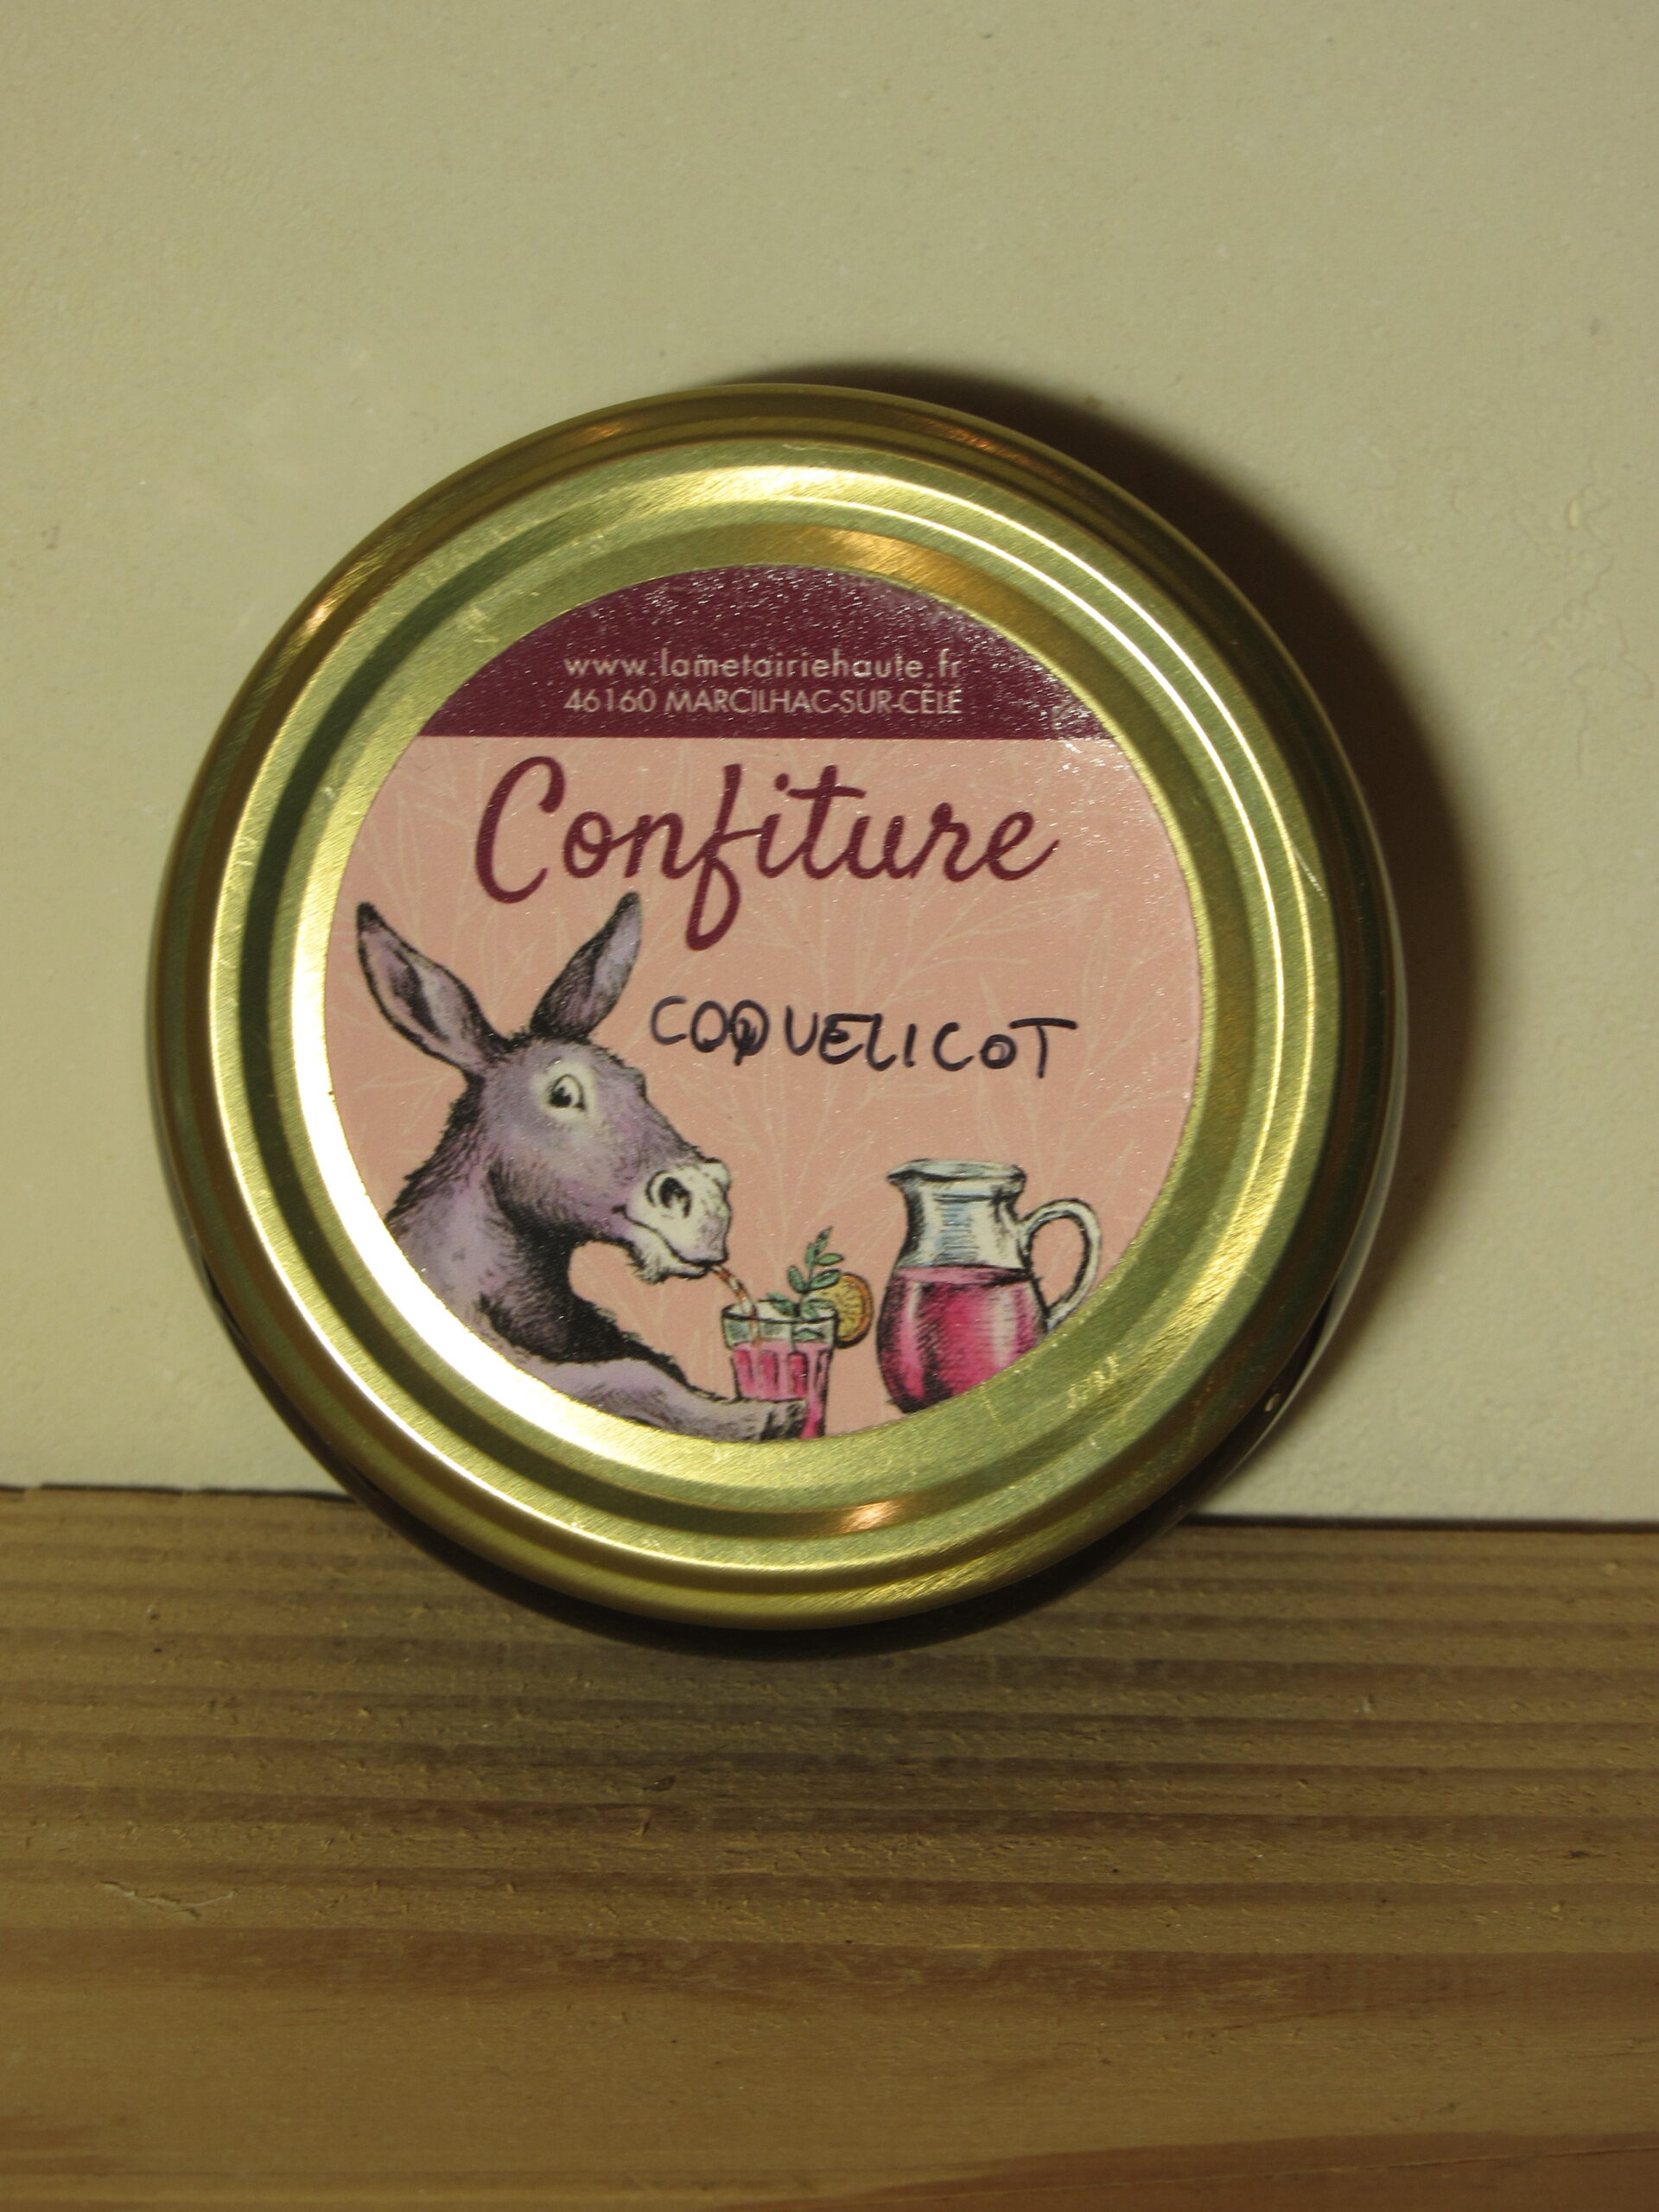 www.lametairiehaute.fr
46160 MARCILHAC-SUR-CÉLÉ
Confiture
COQUELICOT